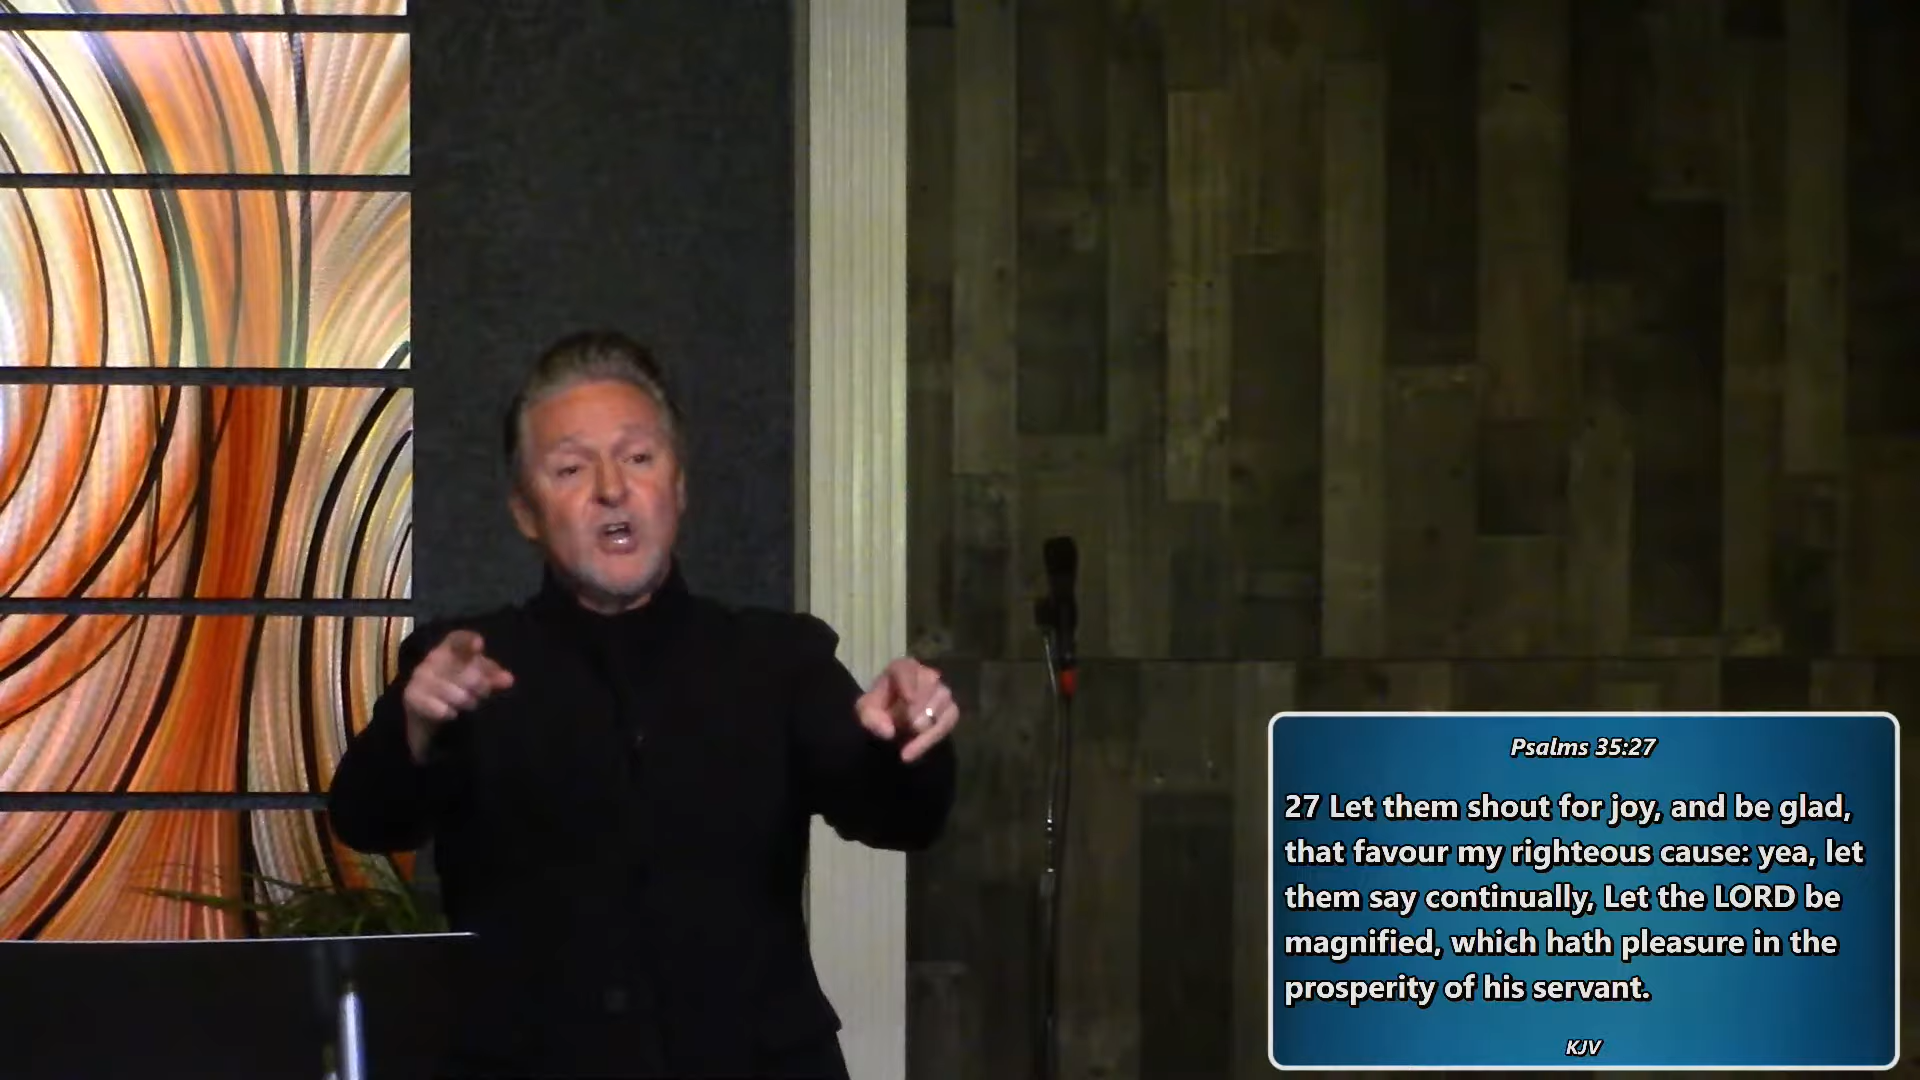 Psalms 35:27
27 Let them shout for joy, and be glad,
that favour my righteous cause: yea, let
them say continually, Let the LORD be
magnified, which hath pleasure in the
prosperity of his servant.
KJV